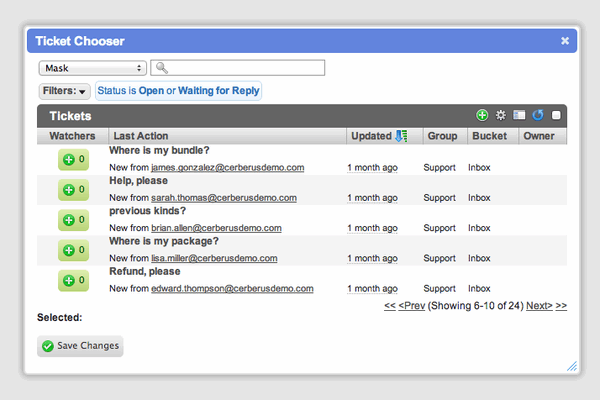 Ticket Chooser
Mask
Filters: Status is Open or Waiting for Reply
Tickets
Watchers Last Action Updated Group Bucket Owner
Where is my bundle?
0 New from james.gonzalez@cerberusdemo.com 1 month ago Support Inbox
Help, please
0 New from sarah.thomas@cerberusdemo.com 1 month ago Support Inbox
previous kinds?
0 New from brian.allen@cerberusdemo.com 1 month ago Support Inbox
Where is my package?
0 New from lisa.miller@cerberusdemo.com 1 month ago Support Inbox
Refund, please
0 New from edward.thompson@cerberusdemo.com 1 month ago Support Inbox
<< <Prev (Showing 6-10 of 24) Next> >>
Selected:
Save Changes